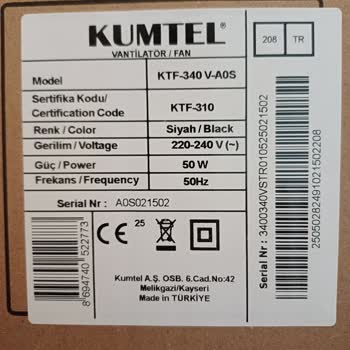 KUMTEL®
VANTİLATÖR / FAN
208 TR
Model KTF-340 V-A0S
Sertifika Kodu/
Certification Code KTF-310
Renk / Color Siyah / Black
Gerilim / Voltage 220-240 V (~)
Güç / Power 50 W
Frekans / Frequency 50Hz
Serial Nr : A0S021502
CE 25
Kumtel A.Ş. OSB. 6.Cad.No:42
Melikgazi/Kayseri
Made in TÜRKİYE
8 694740 522773
Serial Nr : 3400340VSTR010525021502
25050282491021502208